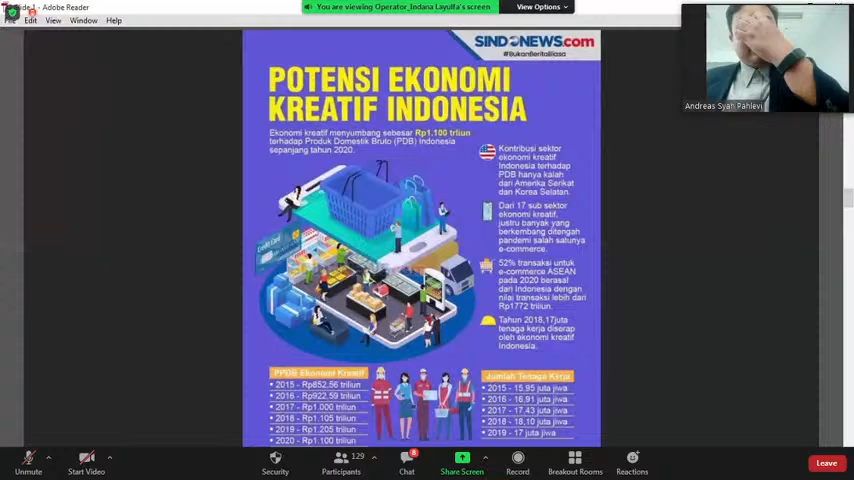 Adobe Reader
File Edit View Window Help
You are viewing Operator_Indana Layulfa's screen
View Options
Andreas Syah Pahlevi
SINDONEWS.com
#BukanBeritaBiasa
POTENSI EKONOMI
KREATIF INDONESIA
Ekonomi kreatif menyumbang sebesar Rp1.100 trliun
terhadap Produk Domestik Bruto (PDB) Indonesia
sepanjang tahun 2020.
Kontribusi sektor
ekonomi kreatif
Indonesia terhadap
PDB hanya kalah
dari Amerika Serikat
dan Korea Selatan.
Dari 17 sub sektor
ekonomi kreatif,
justru banyak yang
berkembang ditengah
pandemi salah satunya
e-commerce.
52% transaksi untuk
e-commerce ASEAN
pada 2020 berasal
dari Indonesia dengan
nilai transaksi lebih dari
Rp1772 triliun.
Tahun 2018,17juta
tenaga kerja diserap
oleh ekonomi kreatif
Indonesia.
Credit Card
PPDB Ekonomi Kreatif
• 2015 - Rp852,56 triliun
• 2016 - Rp922,59 triliun
• 2017 - Rp1.000 triliun
• 2018 - Rp1.105 triliun
• 2019 - Rp1.205 triliun
• 2020 - Rp1.100 triliun
Jumlah Tenaga Kerja
• 2015 - 15,95 juta jiwa
• 2016 - 16,91 juta jiwa
• 2017 - 17,43 juta jiwa
• 2018 - 18,10 juta jiwa
• 2019 - 17 juta jiwa
Unmute
Start Video
Security
129
Participants
8
Chat
Share Screen
Record
Breakout Rooms
Reactions
Leave